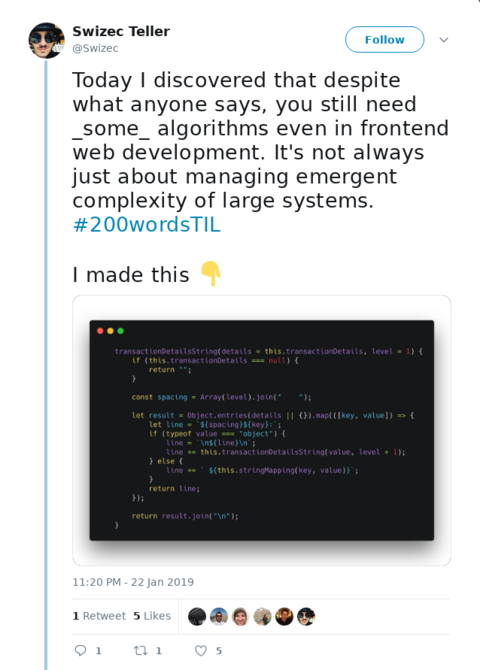 Swizec Teller
@Swizec
Follow
Today I discovered that despite
what anyone says, you still need
_some_ algorithms even in frontend
web development. It's not always
just about managing emergent
complexity of large systems.
#200wordsTIL
I made this 👇
transactionDetailsString(details = this.transactionDetails, level = 1) {
if (this.transactionDetails === null) {
return "";
}
const spacing = Array(level).join("    ");
let result = Object.entries(details || {}).map(([key, value]) => {
let line = `${spacing}${key}:`;
if (typeof value === "object") {
line = `\n${line}\n`;
line += this.transactionDetailsString(value, level + 1);
} else {
line += ` ${this.stringMapping(key, value)}`;
}
return line;
});
return result.join("\n");
}
11:20 PM - 22 Jan 2019
1 Retweet 5 Likes
1 1 5